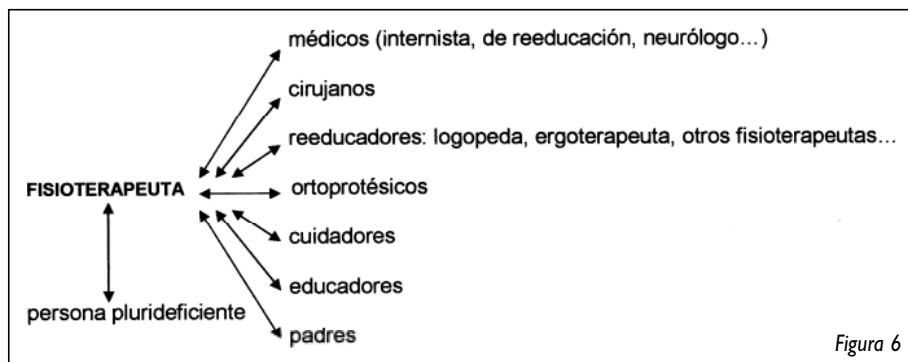 médicos (internista, de reeducación, neurólogo...)
cirujanos
reeducadores: logopeda, ergoterapeuta, otros fisioterapeutas...
FISIOTERAPEUTA
ortoprotésicos
cuidadores
educadores
persona plurideficiente
padres
Figura 6